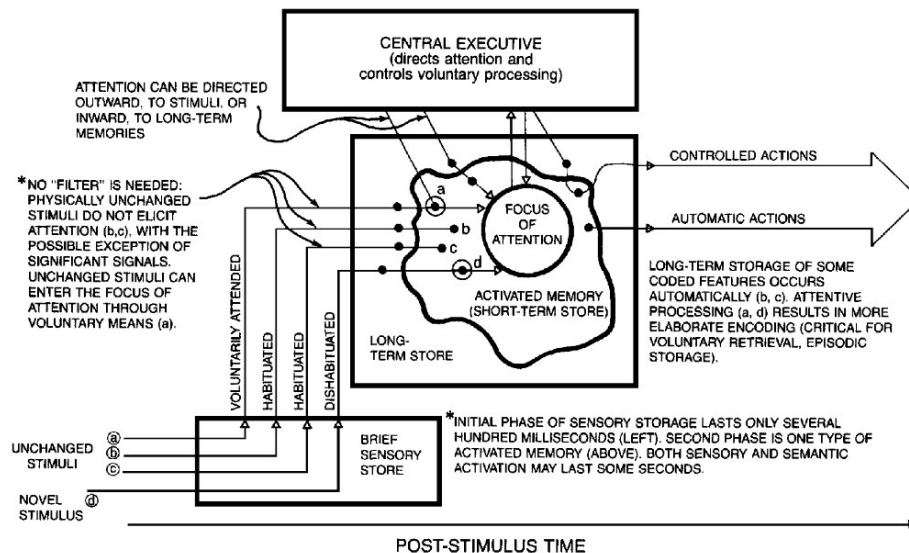 CENTRAL EXECUTIVE
(directs attention and
controls voluntary processing)
ATTENTION CAN BE DIRECTED
OUTWARD, TO STIMULI, OR
INWARD, TO LONG-TERM
MEMORIES
*NO "FILTER" IS NEEDED:
PHYSICALLY UNCHANGED
STIMULI DO NOT ELICIT
ATTENTION (b,c), WITH THE
POSSIBLE EXCEPTION OF
SIGNIFICANT SIGNALS.
UNCHANGED STIMULI CAN
ENTER THE FOCUS OF
ATTENTION THROUGH
VOLUNTARY MEANS (a).
a
b
c
d
FOCUS
OF
ATTENTION
ACTIVATED MEMORY
(SHORT-TERM STORE)
LONG-
TERM STORE
CONTROLLED ACTIONS
AUTOMATIC ACTIONS
LONG-TERM STORAGE OF SOME
CODED FEATURES OCCURS
AUTOMATICALLY (b, c). ATTENTIVE
PROCESSING (a, d) RESULTS IN MORE
ELABORATE ENCODING (CRITICAL FOR
VOLUNTARY RETRIEVAL, EPISODIC
STORAGE).
VOLUNTARILY ATTENDED
HABITUATED
HABITUATED
DISHABITUATED
UNCHANGED
STIMULI
a
b
c
NOVEL
STIMULUS
d
BRIEF
SENSORY
STORE
*INITIAL PHASE OF SENSORY STORAGE LASTS ONLY SEVERAL
HUNDRED MILLISECONDS (LEFT). SECOND PHASE IS ONE TYPE OF
ACTIVATED MEMORY (ABOVE). BOTH SENSORY AND SEMANTIC
ACTIVATION MAY LAST SOME SECONDS.
POST-STIMULUS TIME